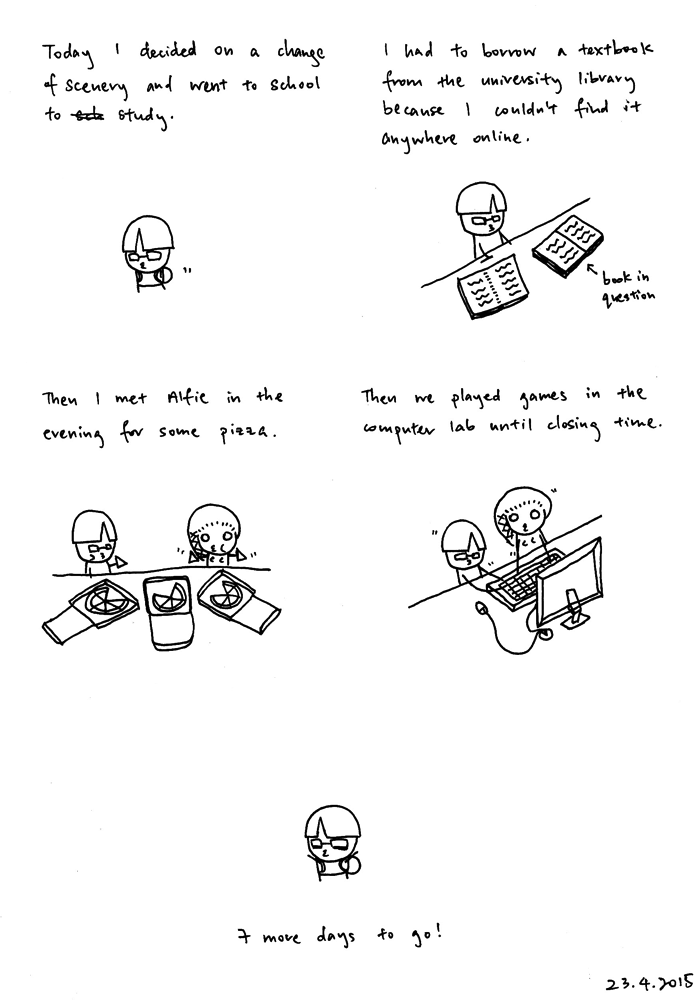 Today I decided on a change
of scenery and went to school
to sch study.
I had to borrow a textbook
from the university library
because I couldn't find it
anywhere online.
book in
question
Then I met Alfie in the
evening for some pizza.
Then we played games in the
computer lab until closing time.
7 more days to go!
23.4.2015